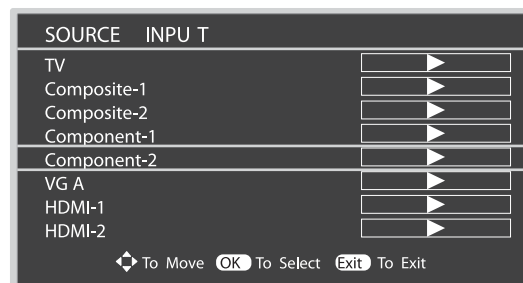 SOURCE INPU T
TV
Composite-1
Composite-2
Component-1
Component-2
VG A
HDMI-1
HDMI-2
To Move OK To Select Exit To Exit